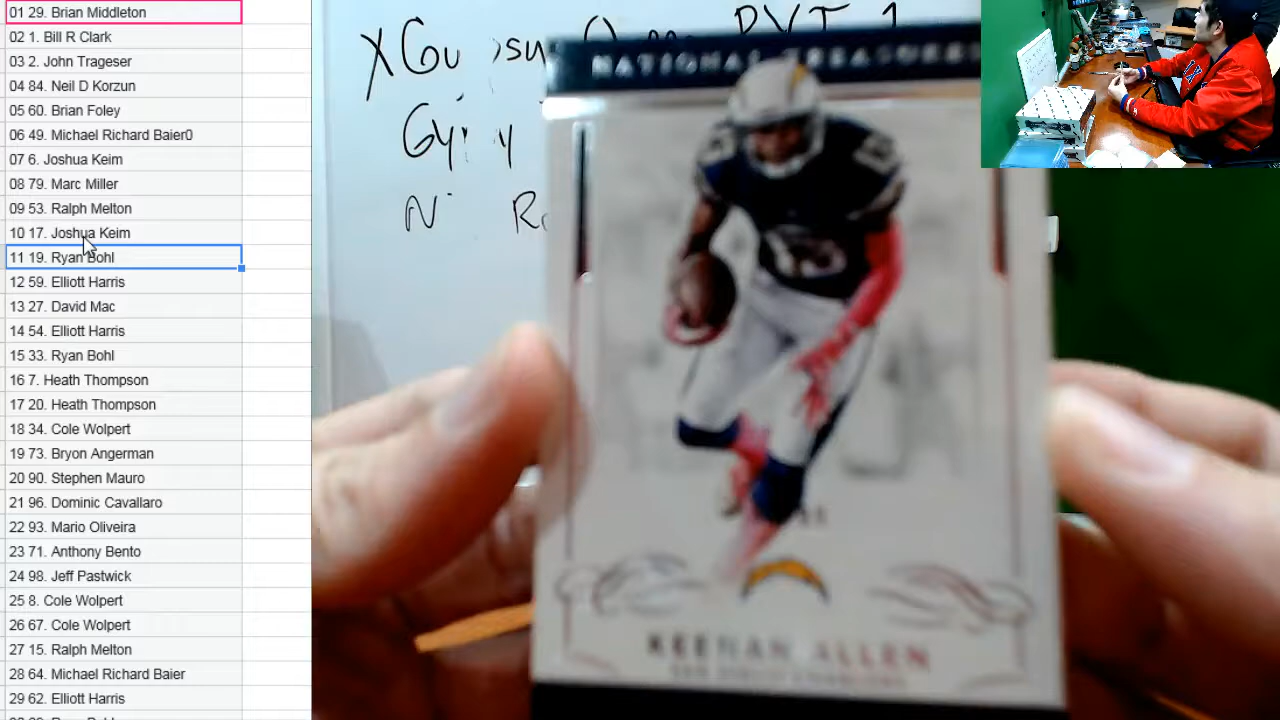 01 29. Brian Middleton
02 1. Bill R Clark
03 2. John Trageser
04 84. Neil D Korzun
05 60. Brian Foley
06 49. Michael Richard Baier0
07 6. Joshua Keim
08 79. Marc Miller
09 53. Ralph Melton
10 17. Joshua Keim
11 19. Ryan Bohl
12 59. Elliott Harris
13 27. David Mac
14 54. Elliott Harris
15 33. Ryan Bohl
16 7. Heath Thompson
17 20. Heath Thompson
18 34. Cole Wolpert
19 73. Bryon Angerman
20 90. Stephen Mauro
21 96. Dominic Cavallaro
22 93. Mario Oliveira
23 71. Anthony Bento
24 98. Jeff Pastwick
25 8. Cole Wolpert
26 67. Cole Wolpert
27 15. Ralph Melton
28 64. Michael Richard Baier
29 62. Elliott Harris
NATIONAL TREASURES
KEENAN ALLEN
SAN DIEGO CHARGERS